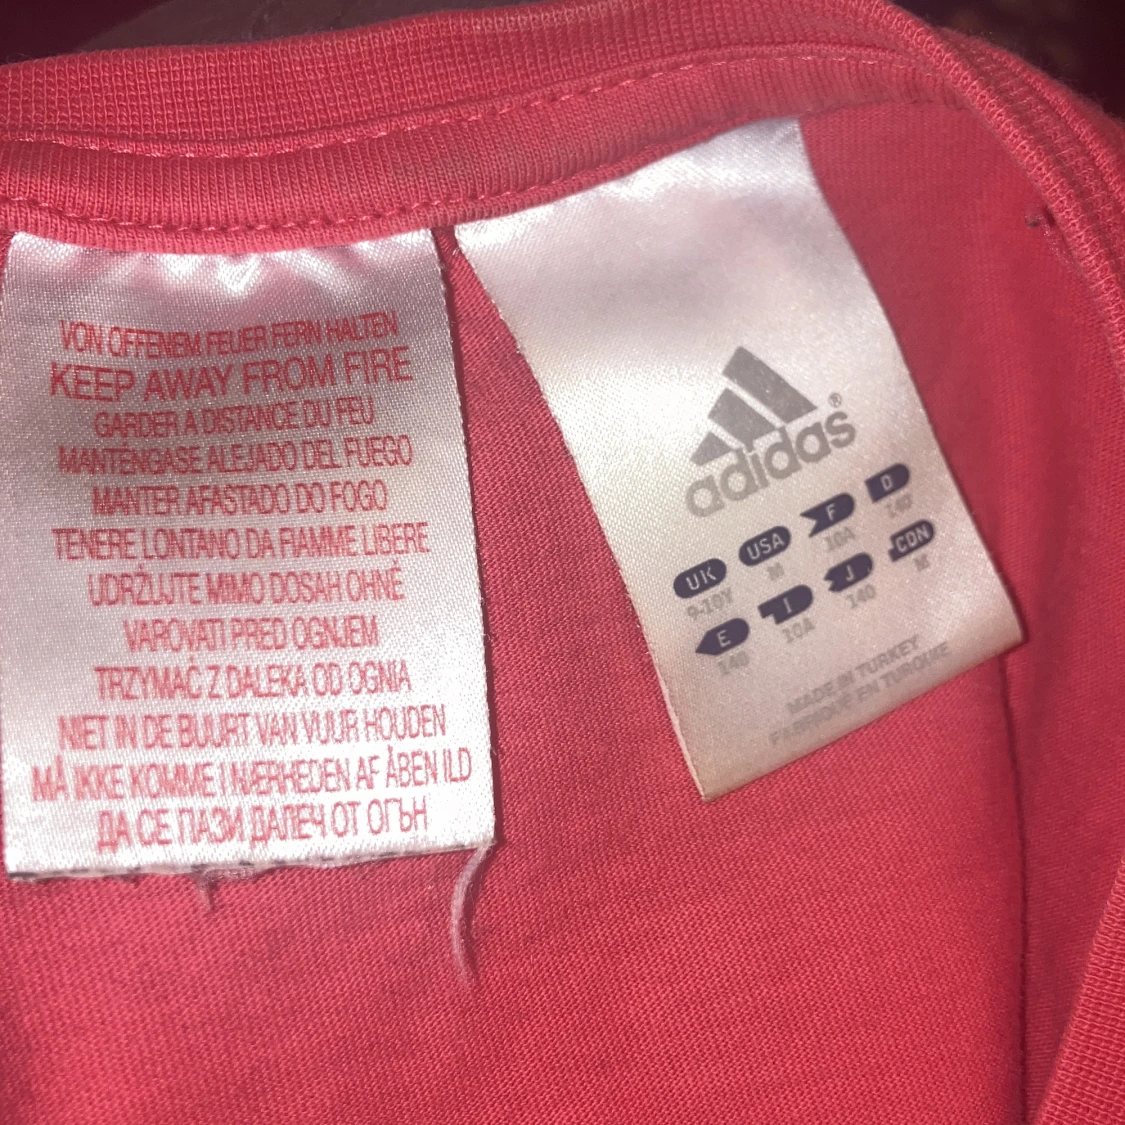 VON OFFENEM FEUER FERN HALTEN
KEEP AWAY FROM FIRE
GARDER A DISTANCE DU FEU
MANTENGASE ALEJADO DEL FUEGO
MANTER AFASTADO DO FOGO
TENERE LONTANO DA FIAMME LIBERE
UDRŽUJTE MIMO DOSAH OHNĚ
VAROVATI PRED OGNJEM
TRZYMAĆ Z DALEKA OD OGNIA
NIET IN DE BUURT VAN VUUR HOUDEN
MÅ IKKE KOMME I NÆRHEDEN AF ÅBEN ILD
ДА СЕ ПАЗИ ДАЛЕЧ ОТ ОГЪН
adidas®
UK USA F D
9-10Y M 10A 140
E I J CDN
140 10A 140 M
MADE IN TURKEY
FABRIQUÉ EN TURQUIE